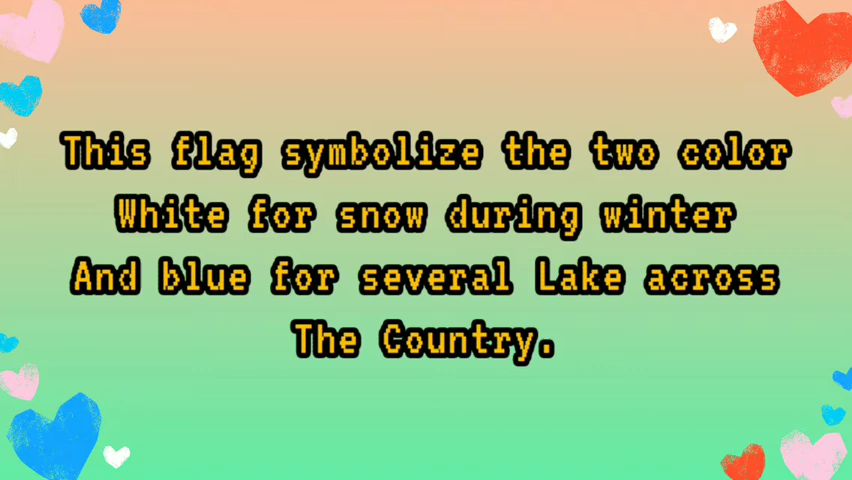 This flag symbolize the two color
White for snow during winter
And blue for several Lake across
The Country.